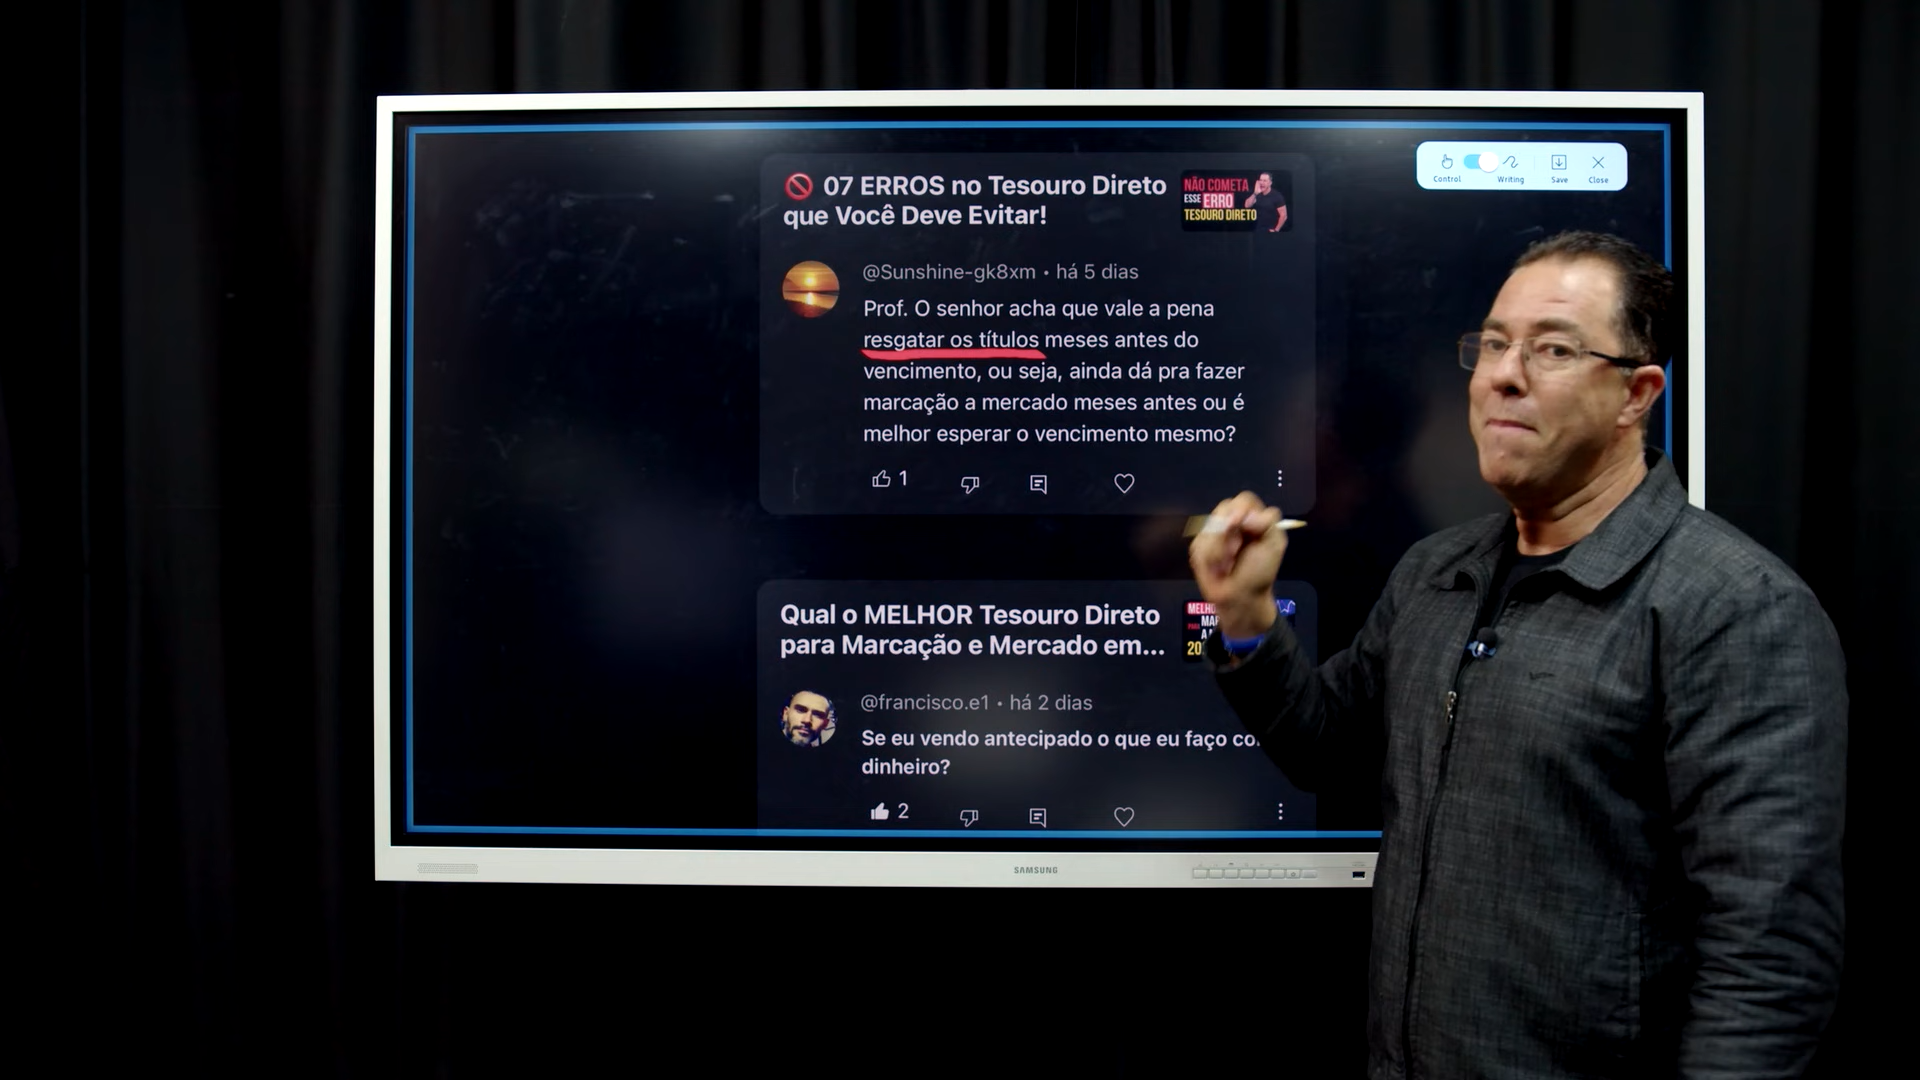 🚫 07 ERROS no Tesouro Direto
que Você Deve Evitar!
NÃO COMETA
ESSE ERRO
TESOURO DIRETO
Control
Writing
Save
Close
@Sunshine-gk8xm • há 5 dias
Prof. O senhor acha que vale a pena
resgatar os títulos meses antes do
vencimento, ou seja, ainda dá pra fazer
marcação a mercado meses antes ou é
melhor esperar o vencimento mesmo?
1
Qual o MELHOR Tesouro Direto
para Marcação e Mercado em...
@francisco.e1 • há 2 dias
Se eu vendo antecipado o que eu faço
dinheiro?
2
SAMSUNG